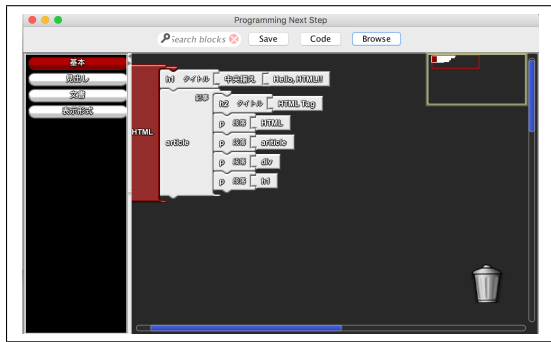 Programming Next Step
Search blocks Save Code Browse
基本
見出し
文書
表示形式
HTML
h1 タイトル 中央揃え Hello, HTML!!
article 記事
h2 タイトル HTML Tag
p 段落 HTML
p 段落 ariticle
p 段落 div
p 段落 h1